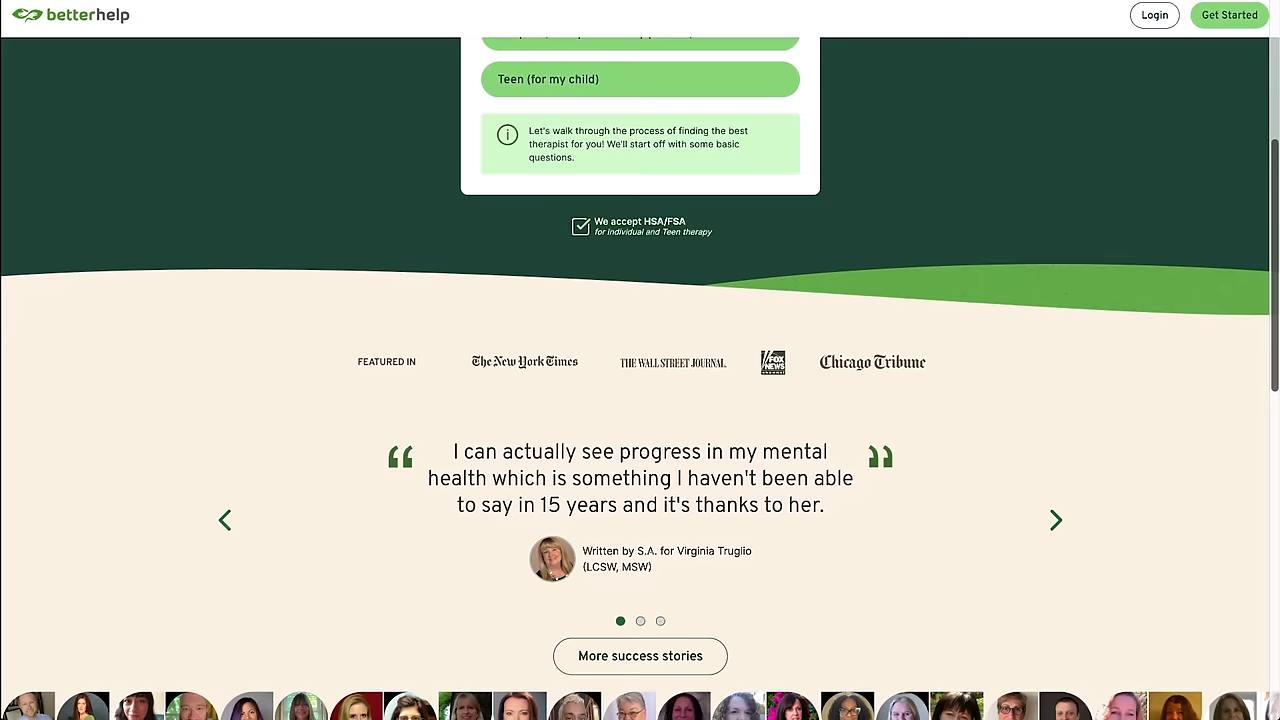 betterhelp
Login
Get Started
Teen (for my child)
Let's walk through the process of finding the best
therapist for you! We'll start off with some basic
questions.
We accept HSA/FSA
for Individual and Teen therapy
FEATURED IN
The New York Times
THE WALL STREET JOURNAL.
FOX
NEWS
channel
Chicago Tribune
“ I can actually see progress in my mental ”
health which is something I haven't been able
to say in 15 years and it's thanks to her.
Written by S.A. for Virginia Truglio
(LCSW, MSW)
More success stories